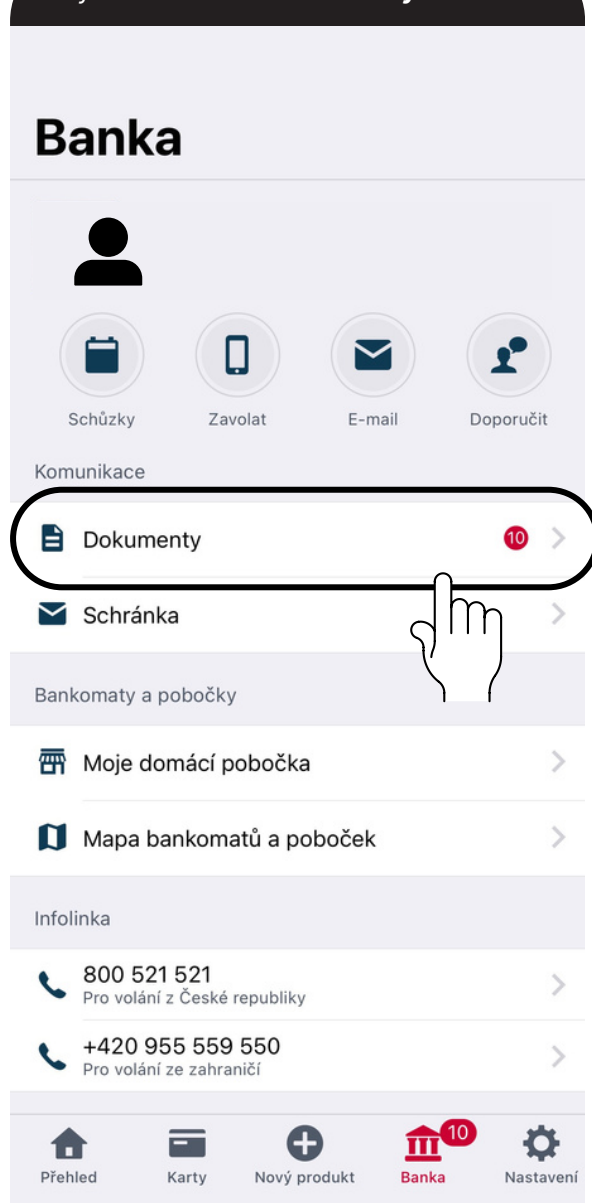 Banka
Schůzky
Zavolat
E-mail
Doporučit
Komunikace
Dokumenty
10
Schránka
Bankomaty a pobočky
Moje domácí pobočka
Mapa bankomatů a poboček
Infolinka
800 521 521
Pro volání z České republiky
+420 955 559 550
Pro volání ze zahraničí
10
Přehled
Karty
Nový produkt
Banka
Nastavení